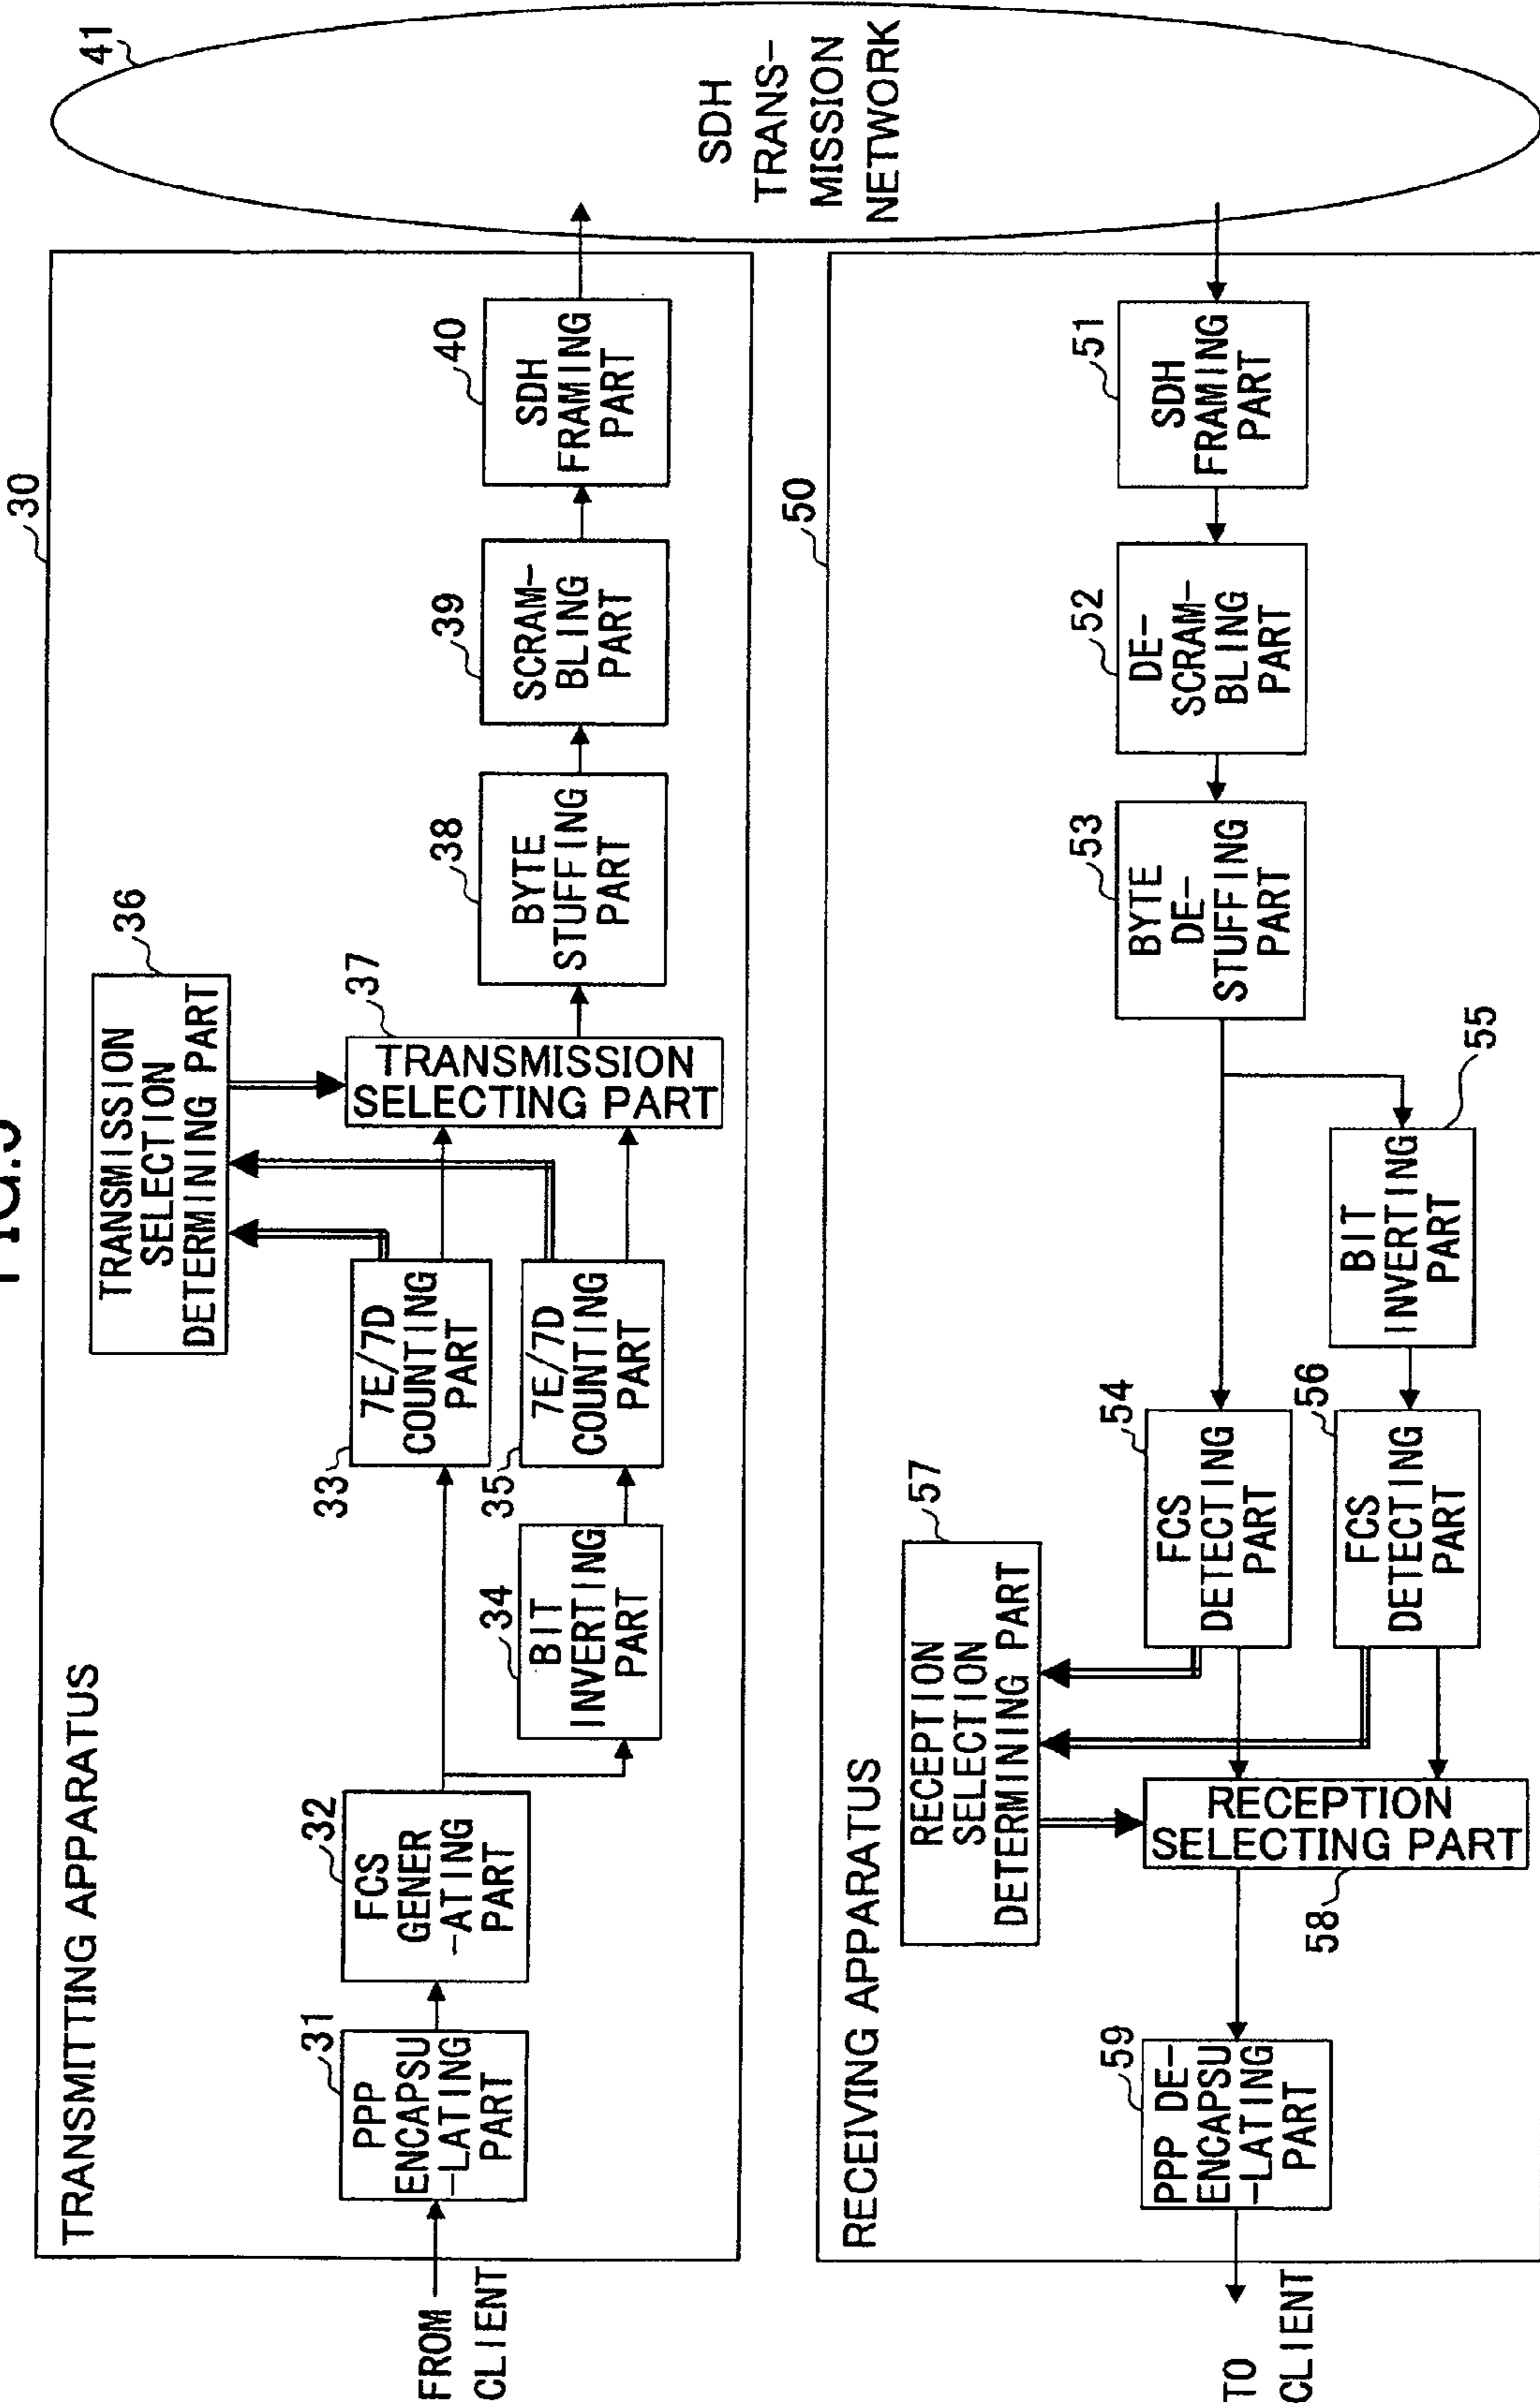 TRANSMITTING APPARATUS
30
FROM
CLIENT
31
PPP
ENCAPSU
-LATING
PART
32
FCS
GENER
-ATING
PART
33
7E/7D
COUNTING
PART
34
BIT
INVERTING
PART
35
7E/7D
COUNTING
PART
36
TRANSMISSION
SELECTION
DETERMINING PART
37
TRANSMISSION
SELECTING PART
38
BYTE
STUFFING
PART
39
SCRAM-
BLING
PART
40
SDH
FRAMING
PART
41
SDH
TRANS-
MISSION
NETWORK
RECEIVING APPARATUS
50
51
SDH
FRAMING
PART
52
DE-
SCRAM-
BLING
PART
53
BYTE
DE-
STUFFING
PART
54
FCS
DETECTING
PART
55
BIT
INVERTING
PART
56
FCS
DETECTING
PART
57
RECEPTION
SELECTION
DETERMINING PART
58
RECEPTION
SELECTING PART
59
PPP DE-
ENCAPSU
-LATING
PART
TO
CLIENT